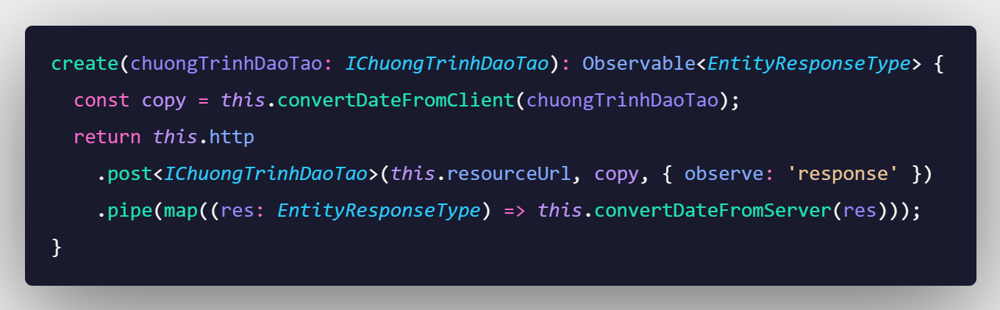 create(chuongTrinhDaoTao: IChuongTrinhDaoTao): Observable<EntityResponseType> {
  const copy = this.convertDateFromClient(chuongTrinhDaoTao);
  return this.http
    .post<IChuongTrinhDaoTao>(this.resourceUrl, copy, { observe: 'response' })
    .pipe(map((res: EntityResponseType) => this.convertDateFromServer(res)));
}